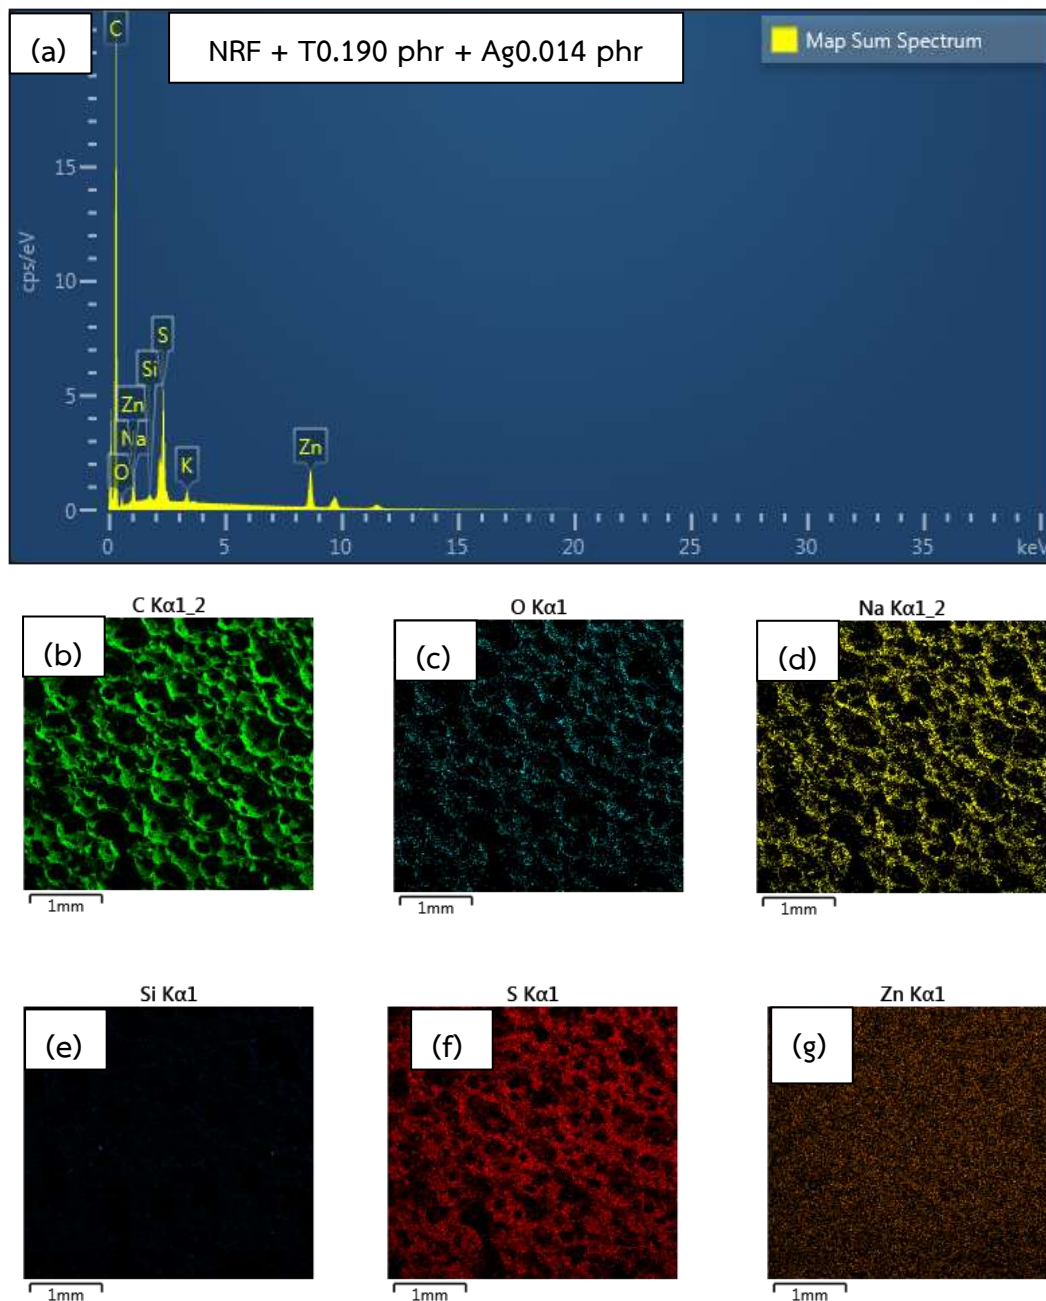 (a)
NRF + T0.190 phr + Ag0.014 phr
Map Sum Spectrum
C
S
Si
Zn
Na
O
K
Zn
cps/eV
15
10
5
0
0 5 10 15 20 25 30 35 keV
C Kα1_2
(b)
1mm
O Kα1
(c)
1mm
Na Kα1_2
(d)
1mm
Si Kα1
(e)
1mm
S Kα1
(f)
1mm
Zn Kα1
(g)
1mm